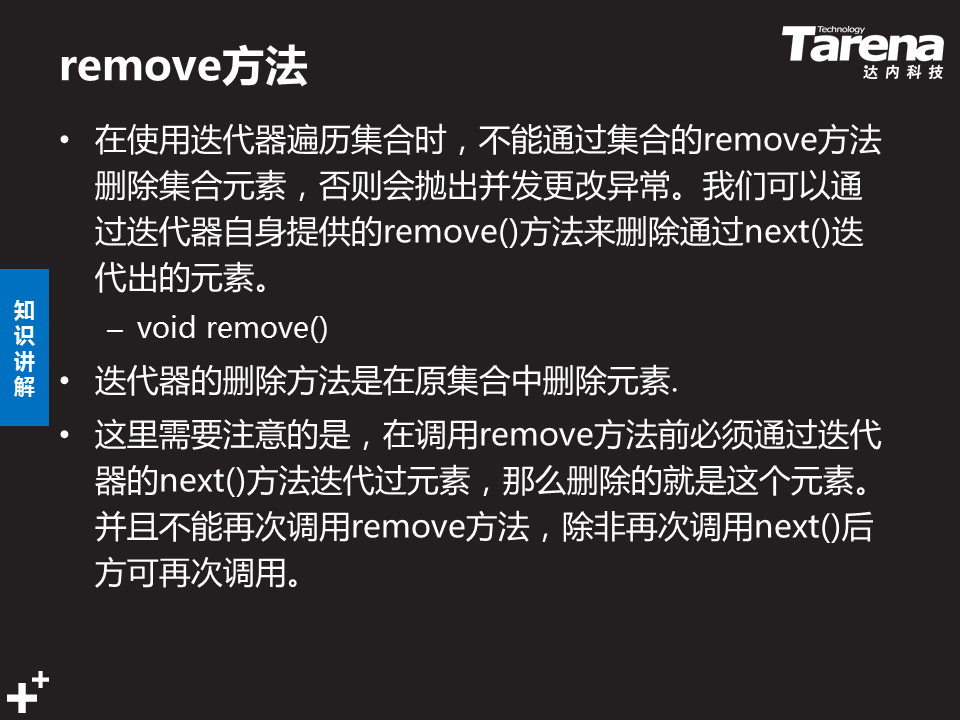 Technology
Tarena
达内科技
remove方法
• 在使用迭代器遍历集合时，不能通过集合的remove方法
删除集合元素，否则会抛出并发更改异常。我们可以通
过迭代器自身提供的remove()方法来删除通过next()迭
代出的元素。
– void remove()
• 迭代器的删除方法是在原集合中删除元素.
• 这里需要注意的是，在调用remove方法前必须通过迭代
器的next()方法迭代过元素，那么删除的就是这个元素。
并且不能再次调用remove方法，除非再次调用next()后
方可再次调用。
知
识
讲
解